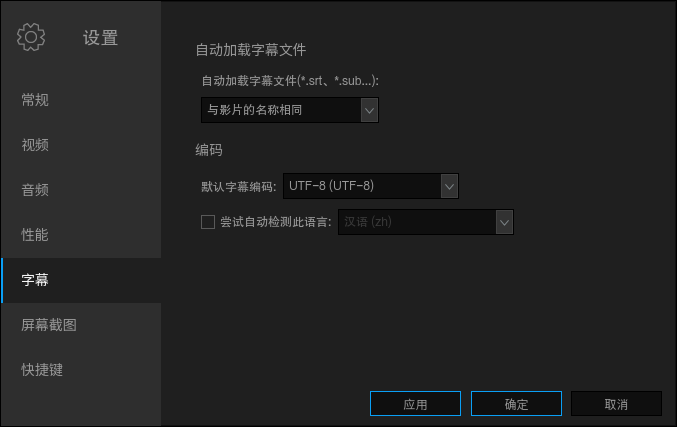 设置
常规
视频
音频
性能
字幕
屏幕截图
快捷键
自动加载字幕文件
自动加载字幕文件(*.srt、*.sub...):
与影片的名称相同
编码
默认字幕编码: UTF-8 (UTF-8)
尝试自动检测此语言: 汉语 (zh)
应用 确定 取消